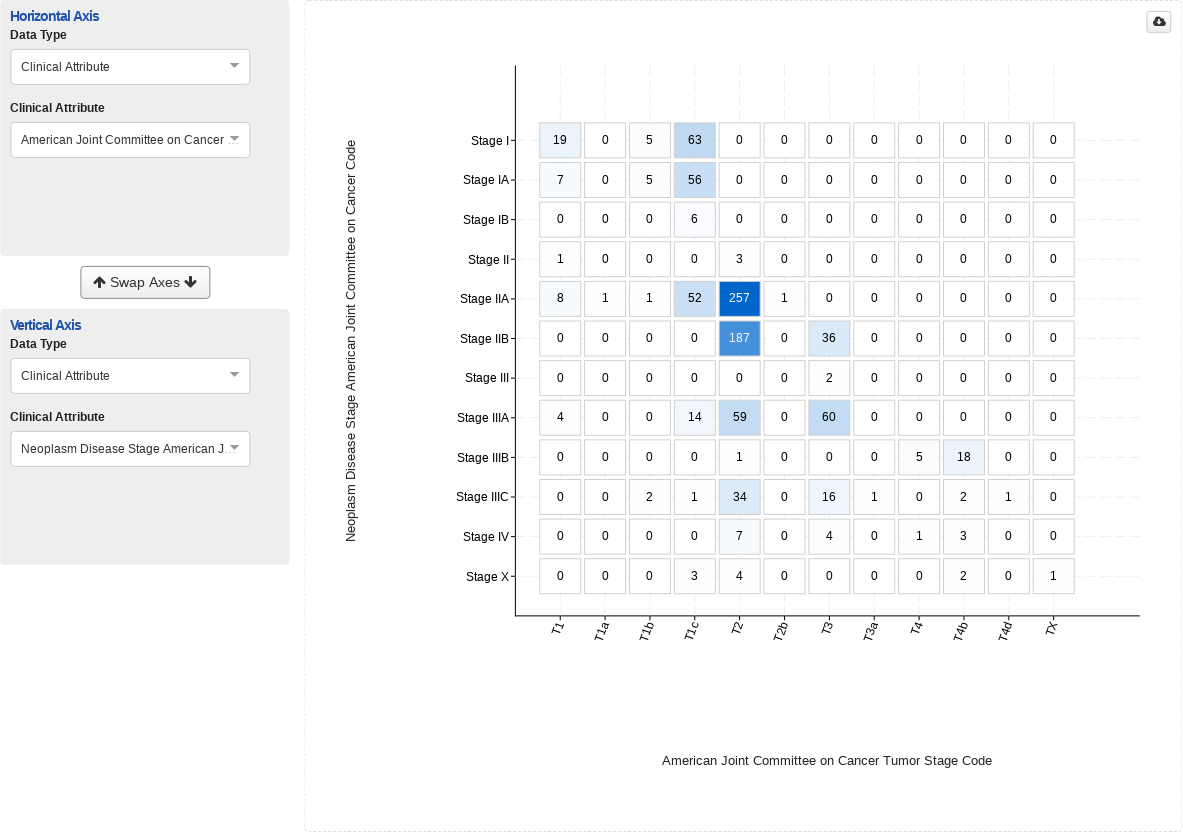 Horizontal Axis
Data Type
Clinical Attribute
Clinical Attribute
American Joint Committee on Cancer ...
Swap Axes
Vertical Axis
Data Type
Clinical Attribute
Clinical Attribute
Neoplasm Disease Stage American J...
Neoplasm Disease Stage American Joint Committee on Cancer Code
Stage I 19 0 5 63 0 0 0 0 0 0 0 0
Stage IA 7 0 5 56 0 0 0 0 0 0 0 0
Stage IB 0 0 0 6 0 0 0 0 0 0 0 0
Stage II 1 0 0 0 3 0 0 0 0 0 0 0
Stage IIA 8 1 1 52 257 1 0 0 0 0 0 0
Stage IIB 0 0 0 0 187 0 36 0 0 0 0 0
Stage III 0 0 0 0 0 0 2 0 0 0 0 0
Stage IIIA 4 0 0 14 59 0 60 0 0 0 0 0
Stage IIIB 0 0 0 0 1 0 0 0 5 18 0 0
Stage IIIC 0 0 2 1 34 0 16 1 0 2 1 0
Stage IV 0 0 0 0 7 0 4 0 1 3 0 0
Stage X 0 0 0 3 4 0 0 0 0 2 0 1
T1 T1a T1b T1c T2 T2b T3 T3a T4 T4b T4d TX
American Joint Committee on Cancer Tumor Stage Code